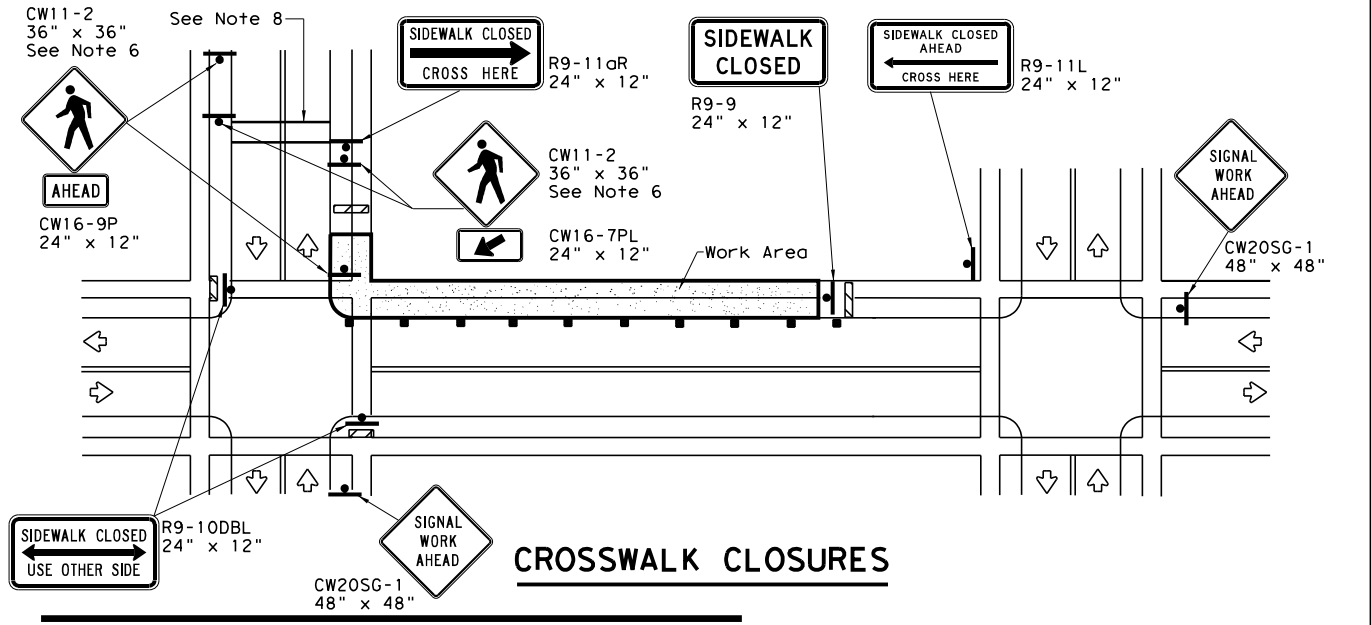 CW11-2
36" x 36"
See Note 6
AHEAD
CW16-9P
24" x 12"
See Note 8
SIDEWALK CLOSED
CROSS HERE
R9-11aR
24" x 12"
CW11-2
36" x 36"
See Note 6
CW16-7PL
24" x 12"
SIDEWALK
CLOSED
R9-9
24" x 12"
SIDEWALK CLOSED
AHEAD
CROSS HERE
R9-11L
24" x 12"
SIGNAL
WORK
AHEAD
CW20SG-1
48" x 48"
Work Area
SIDEWALK CLOSED
USE OTHER SIDE
R9-10DBL
24" x 12"
SIGNAL
WORK
AHEAD
CW20SG-1
48" x 48"
CROSSWALK CLOSURES